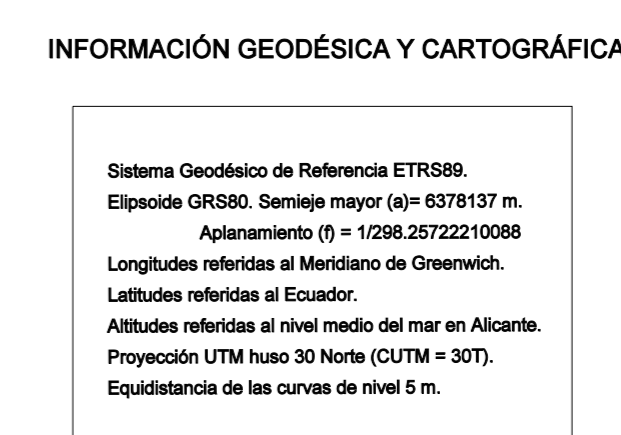 INFORMACIÓN GEODÉSICA Y CARTOGRÁFICA
Sistema Geodésico de Referencia ETRS89.
Elipsoide GRS80. Semieje mayor (a)= 6378137 m.
Aplanamiento (f) = 1/298.25722210088
Longitudes referidas al Meridiano de Greenwich.
Latitudes referidas al Ecuador.
Altitudes referidas al nivel medio del mar en Alicante.
Proyección UTM huso 30 Norte (CUTM = 30T).
Equidistancia de las curvas de nivel 5 m.